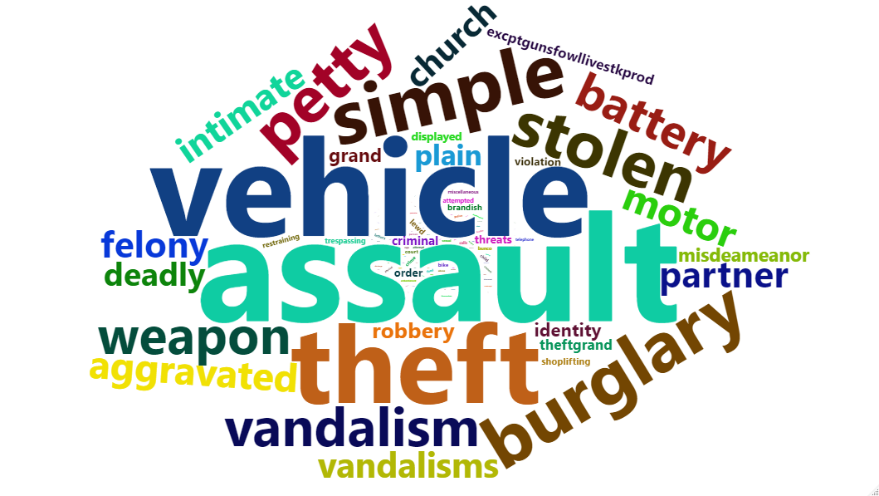 church
excptgunsfowllivestkprod
petty
simple
intimate
battery
stolen
displayed
grand
plain
violation
vehicle
miscellaneous
attempted
brandish
motor
lewd
felony
restraining
trespassing
criminal
threats
misdeameanor
deadly
assault
order
partner
weapon
theft
robbery
identity
theftgrand
burglary
aggravated
shoplifting
vandalism
vandalisms